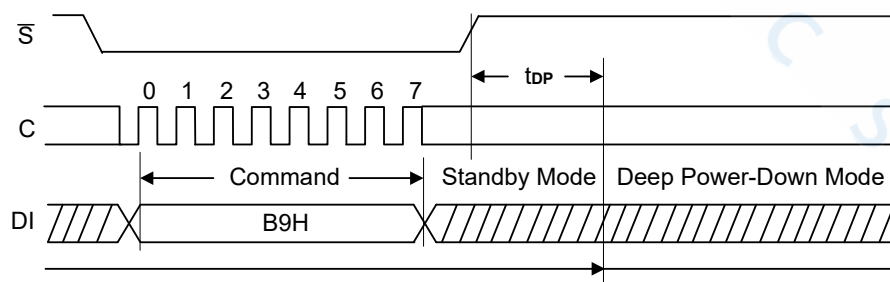 S
tDP
0 1 2 3 4 5 6 7
C
Command Standby Mode Deep Power-Down Mode
DI B9H
C
S